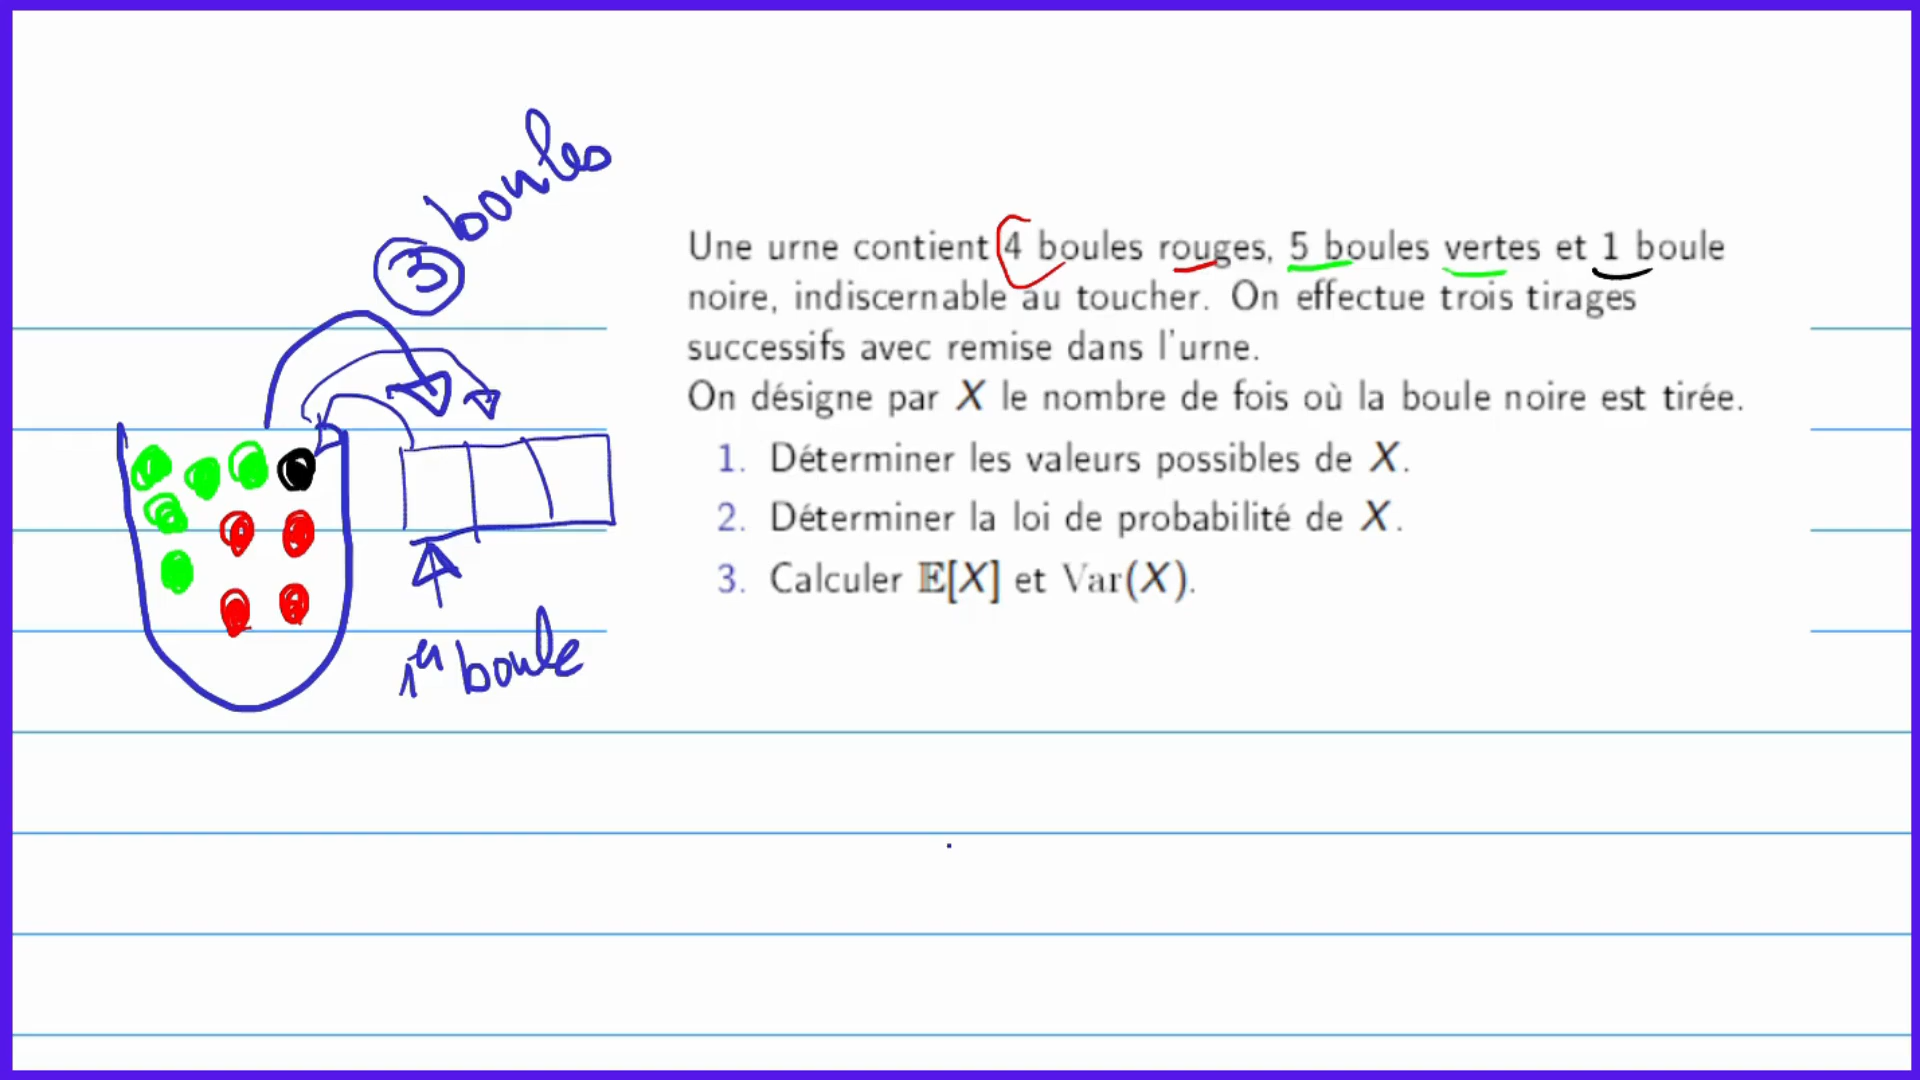 3 boules
Une urne contient 4 boules rouges, 5 boules vertes et 1 boule
noire, indiscernable au toucher. On effectue trois tirages
successifs avec remise dans l'urne.
On désigne par X le nombre de fois où la boule noire est tirée.
1. Déterminer les valeurs possibles de X.
2. Déterminer la loi de probabilité de X.
3. Calculer 𝔼[X] et Var(X).
1er boule